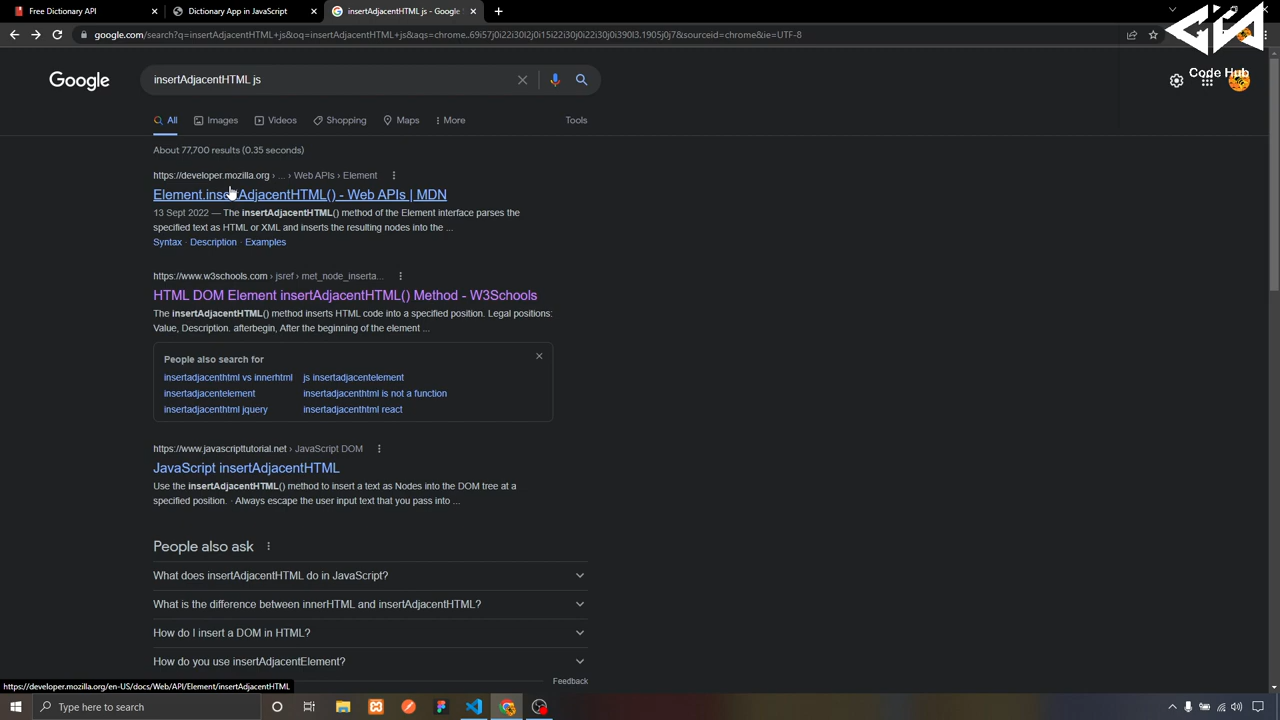 Free Dictionary API
Dictionary App in JavaScript
insertAdjacentHTML js - Google
google.com/search?q=insertAdjacentHTML+js&oq=insertAdjacentHTML+js&aqs=chrome..69i57j0i22i30l2j0i15i22i30j0i22i30j0i390l3.1905j0j7&sourceid=chrome&ie=UTF-8
Code Hub
Google
insertAdjacentHTML js
All
Images
Videos
Shopping
Maps
More
Tools
About 77,700 results (0.35 seconds)
https://developer.mozilla.org › ... › Web APIs › Element
Element.insertAdjacentHTML() - Web APIs | MDN
13 Sept 2022 — The insertAdjacentHTML() method of the Element interface parses the
specified text as HTML or XML and inserts the resulting nodes into the ...
Syntax · Description · Examples
https://www.w3schools.com › jsref › met_node_inserta...
HTML DOM Element insertAdjacentHTML() Method - W3Schools
The insertAdjacentHTML() method inserts HTML code into a specified position. Legal positions:
Value, Description. afterbegin, After the beginning of the element ...
People also search for
insertadjacenthtml vs innerhtml
js insertadjacentelement
insertadjacentelement
insertadjacenthtml is not a function
insertadjacenthtml jquery
insertadjacenthtml react
https://www.javascripttutorial.net › JavaScript DOM
JavaScript insertAdjacentHTML
Use the insertAdjacentHTML() method to insert a text as Nodes into the DOM tree at a
specified position. · Always escape the user input text that you pass into ...
People also ask
What does insertAdjacentHTML do in JavaScript?
What is the difference between innerHTML and insertAdjacentHTML?
How do I insert a DOM in HTML?
How do you use insertAdjacentElement?
Feedback
https://developer.mozilla.org/en-US/docs/Web/API/Element/insertAdjacentHTML
Type here to search